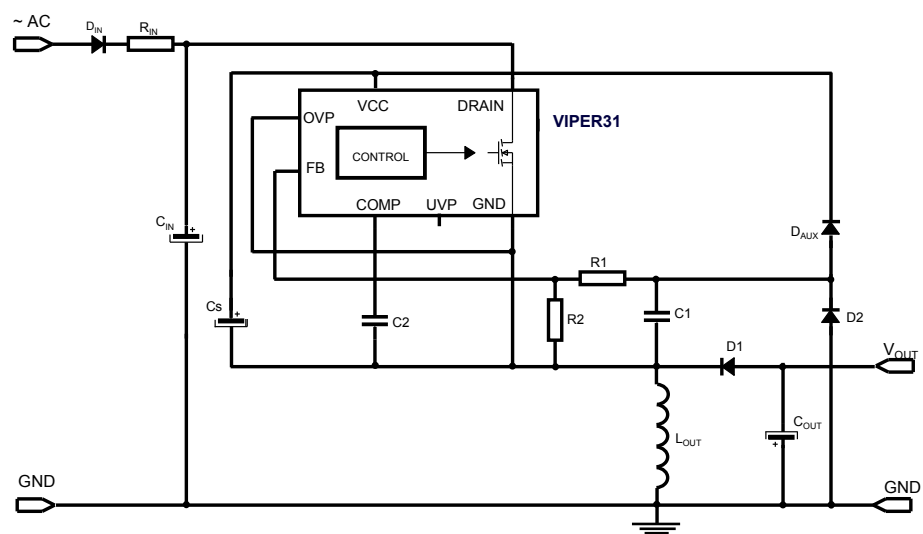 ~ AC
DIN
RIN
VCC
DRAIN
VIPER31
OVP
CONTROL
FB
COMP
UVP
GND
CIN
+
DAUX
R1
Cs
+
C2
R2
C1
D2
D1
VOUT
LOUT
COUT
+
GND
GND